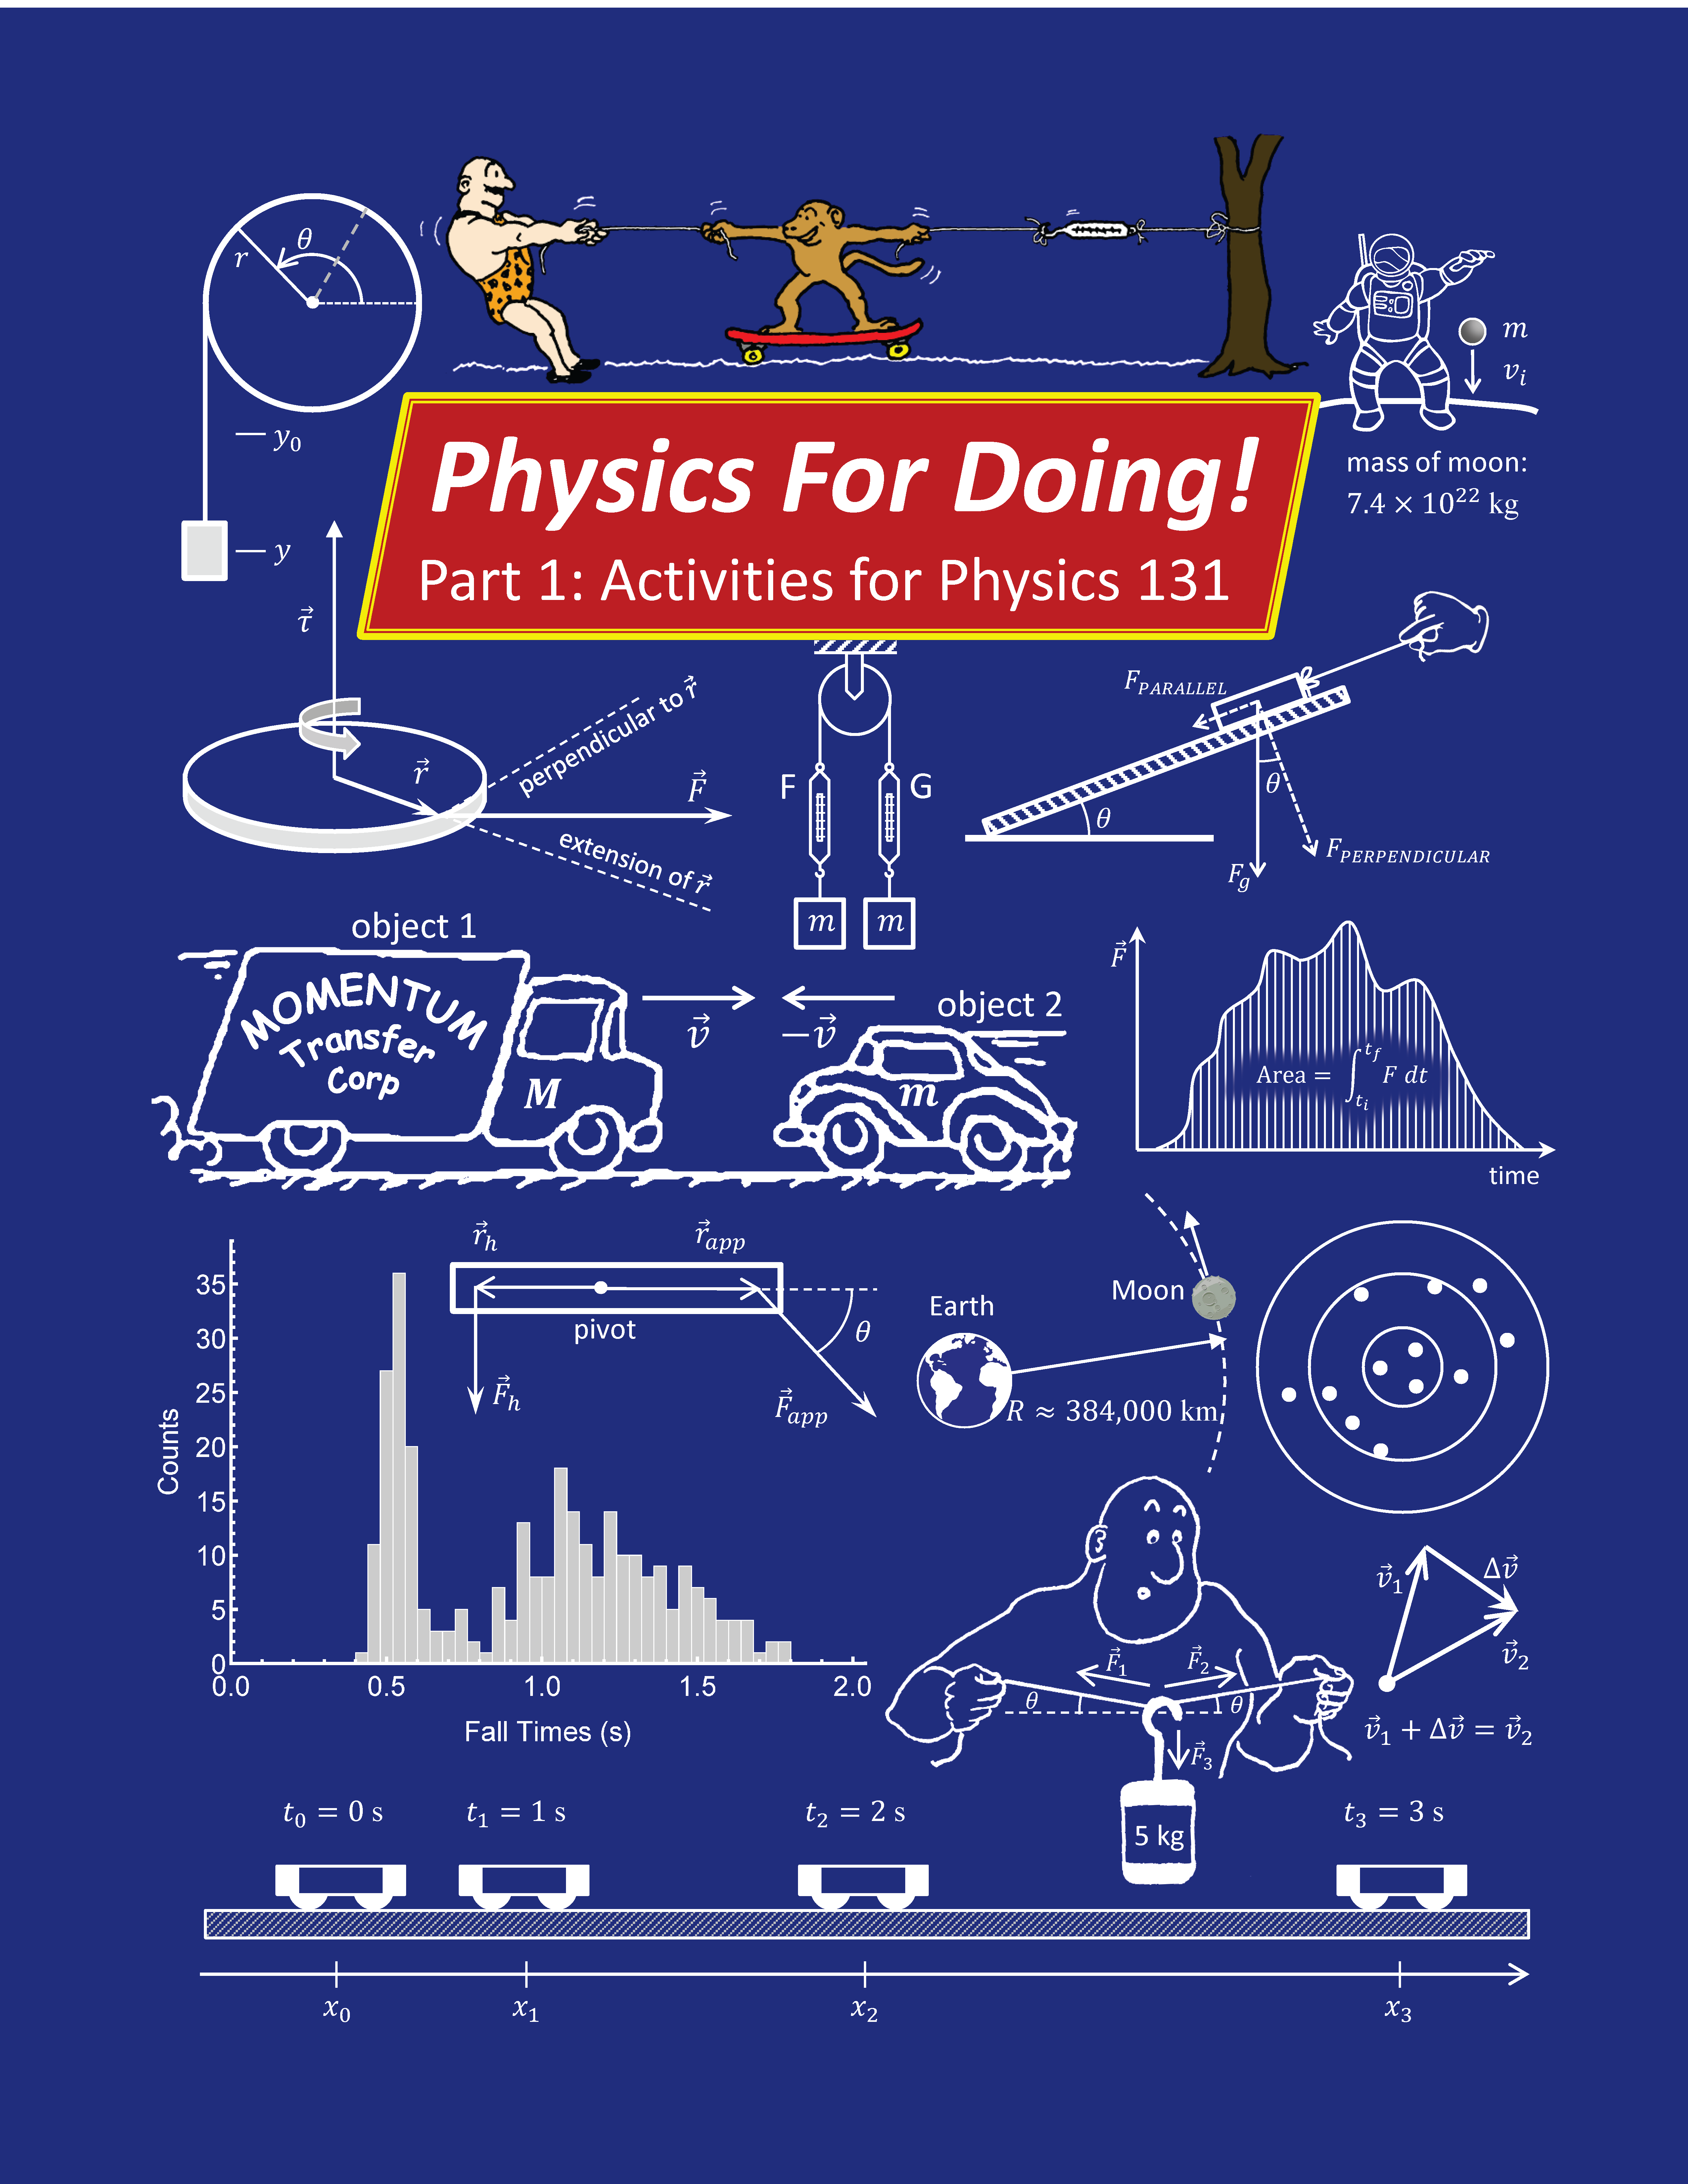 θ
r
y₀
y
m
vᵢ
mass of moon:
7.4 × 10²² kg
Physics For Doing!
Part 1: Activities for Physics 131
τ⃗
r⃗
F⃗
perpendicular to r⃗
extension of r⃗
F
G
m
m
F_PARALLEL
θ
θ
F_PERPENDICULAR
F_g
object 1
MOMENTUM
Transfer
Corp
M
v⃗
−v⃗
object 2
m
F⃗
Area = ∫_{tᵢ}^{t_f} F dt
time
r⃗_h
r⃗_app
pivot
θ
F⃗_h
F⃗_app
Counts
35
30
25
20
15
10
5
0
0.0 0.5 1.0 1.5 2.0
Fall Times (s)
Moon
Earth
R ≈ 384,000 km
F⃗₁
F⃗₂
θ
θ
F⃗₃
5 kg
v⃗₁
Δv⃗
v⃗₂
v⃗₁ + Δv⃗ = v⃗₂
t₀ = 0 s
t₁ = 1 s
t₂ = 2 s
t₃ = 3 s
x₀
x₁
x₂
x₃